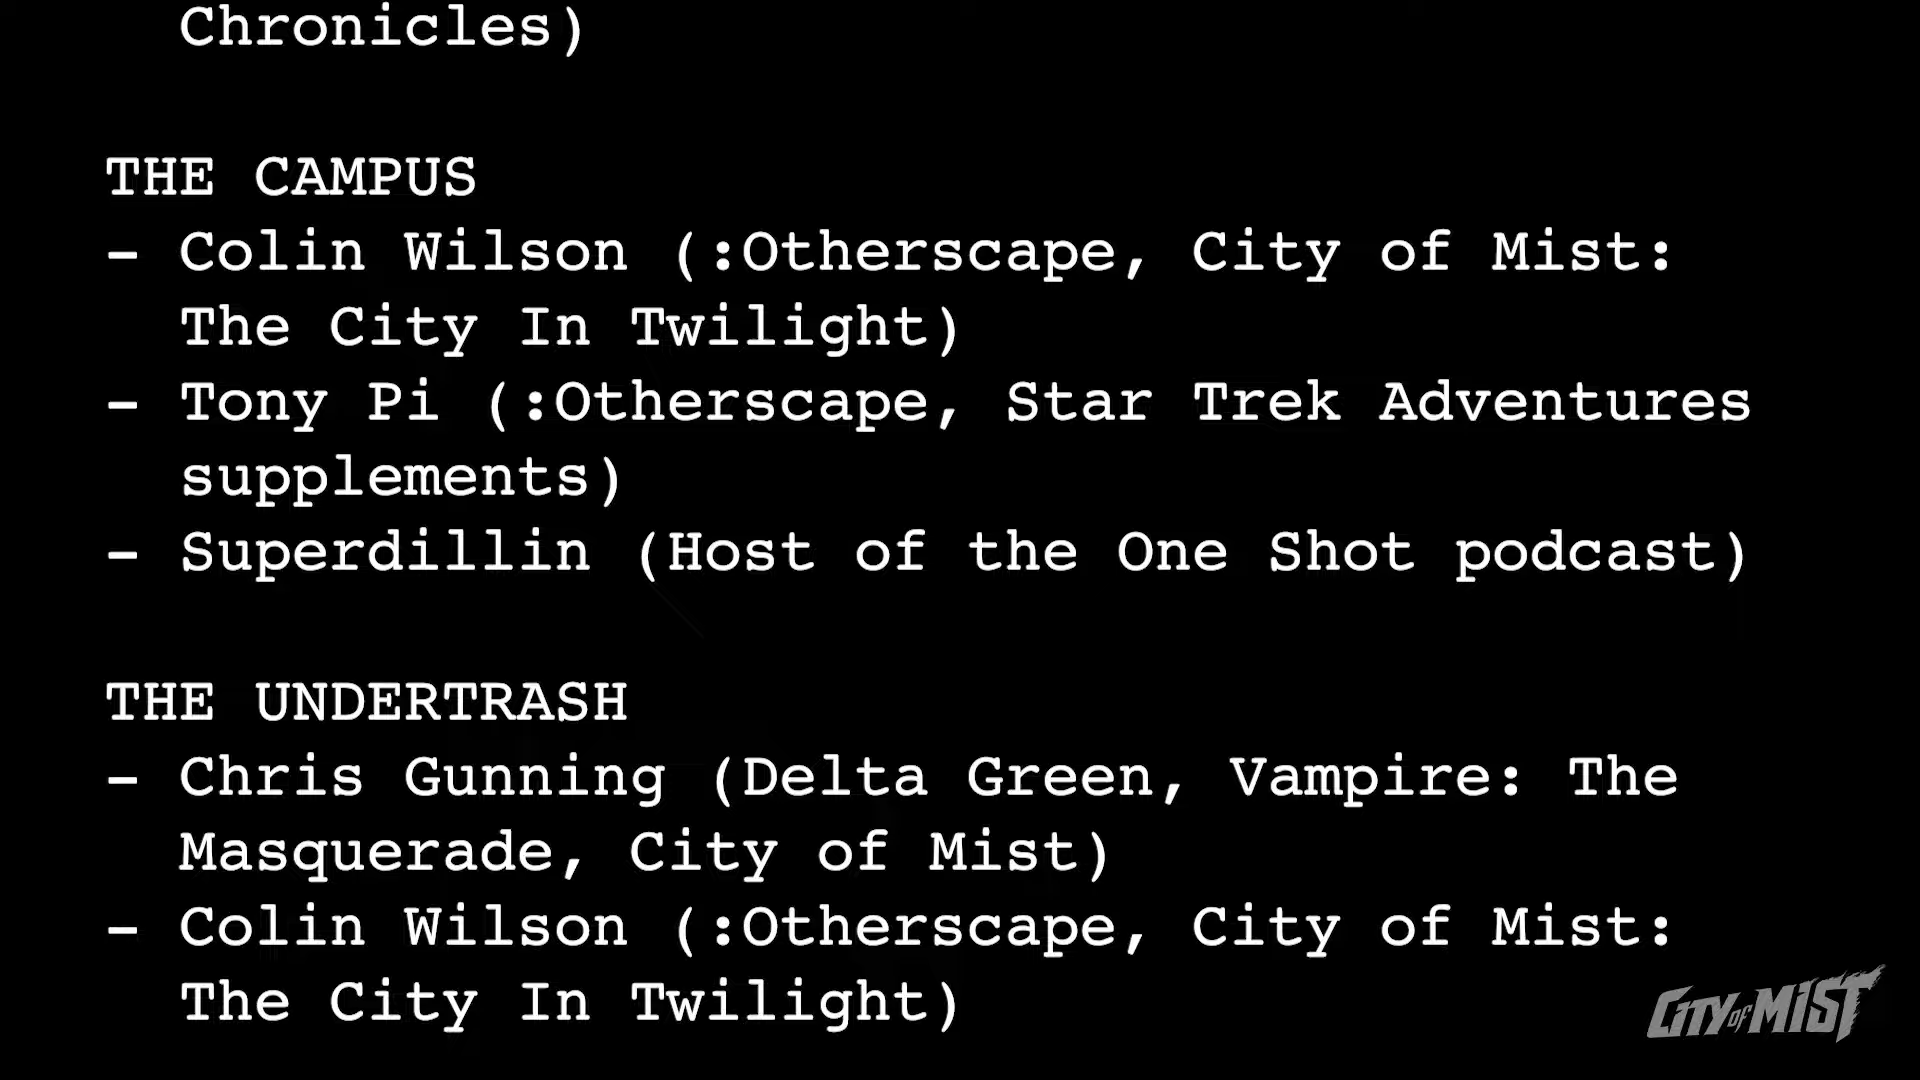 Chronicles)
THE CAMPUS
- Colin Wilson (:Otherscape, City of Mist:
The City In Twilight)
- Tony Pi (:Otherscape, Star Trek Adventures
supplements)
- Superdillin (Host of the One Shot podcast)
THE UNDERTRASH
- Chris Gunning (Delta Green, Vampire: The
Masquerade, City of Mist)
- Colin Wilson (:Otherscape, City of Mist:
The City In Twilight)
CITY of MIST